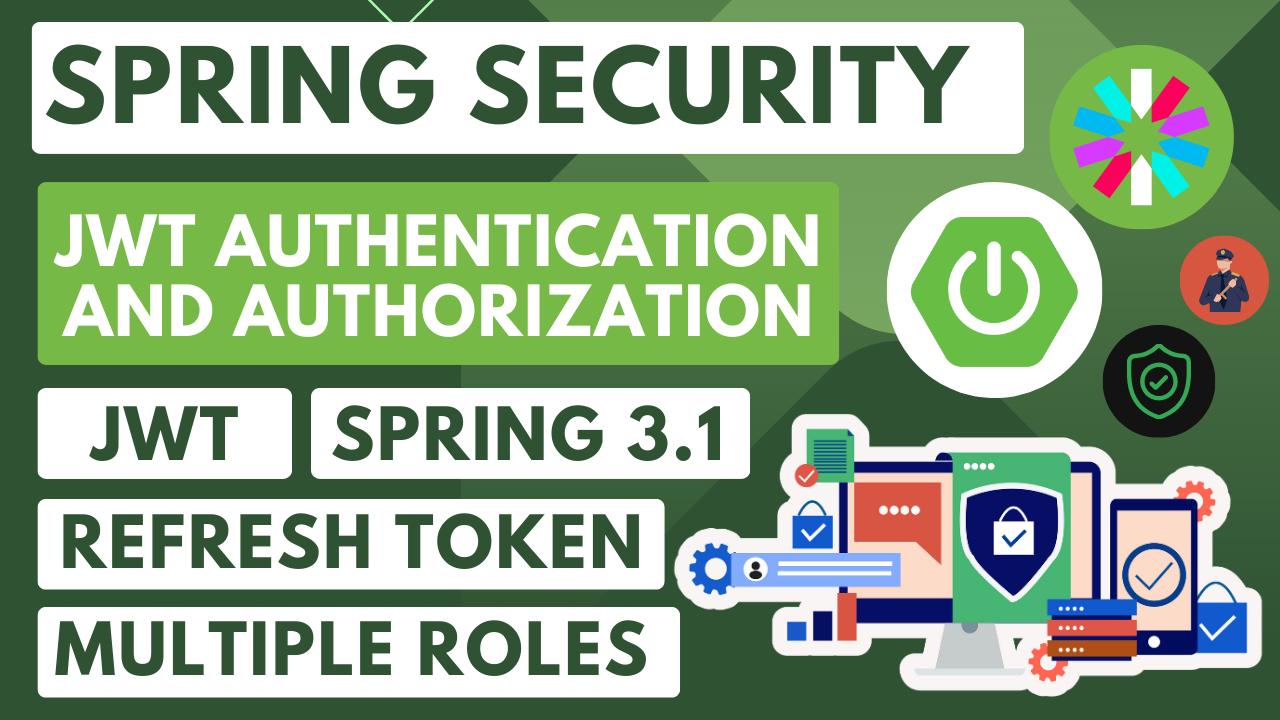 SPRING SECURITY
JWT AUTHENTICATION
AND AUTHORIZATION
JWT
SPRING 3.1
REFRESH TOKEN
MULTIPLE ROLES